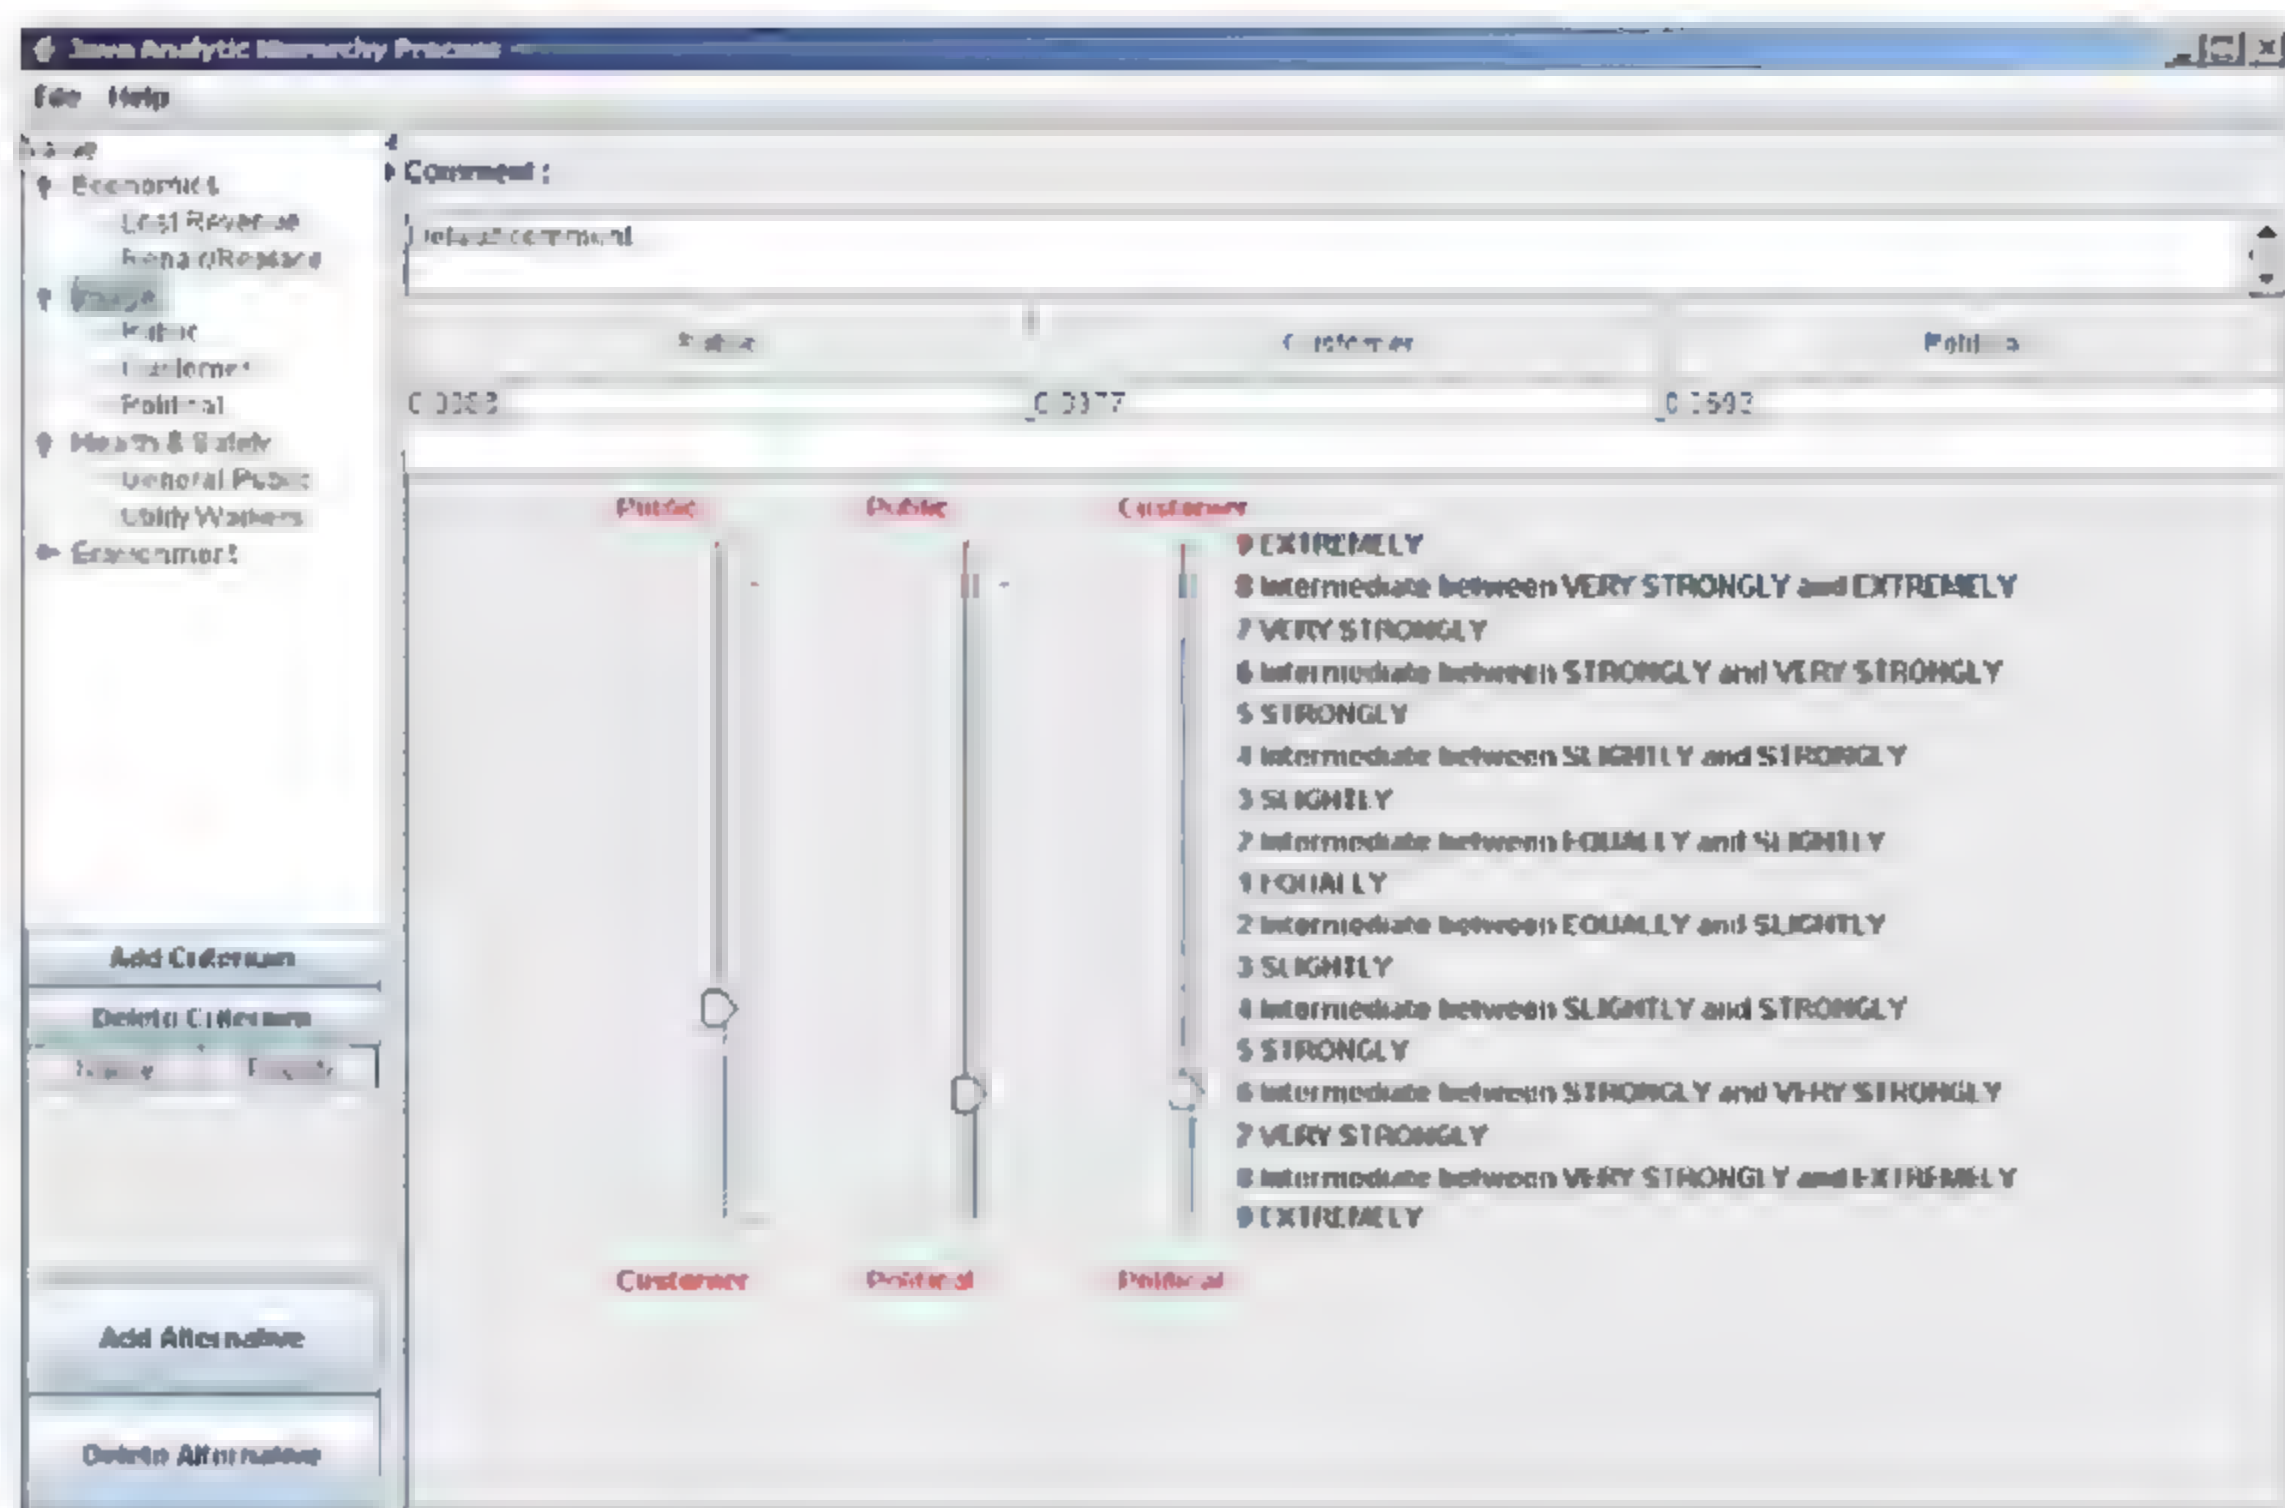 Java Analytic Hierarchy Process
File Help
Economics
Lost Revenue
Repair/Replace
Image
Public
Customer
Political
Health & Safety
General Public
Utility Workers
Environment
Add Criterium
Delete Criterium
Add Alternative
Delete Alternative
Comment :
Default comment
Public Customer Political
Public Public Customer
9 EXTREMELY
8 Intermediate between VERY STRONGLY and EXTREMELY
7 VERY STRONGLY
6 Intermediate between STRONGLY and VERY STRONGLY
5 STRONGLY
4 Intermediate between SLIGHTLY and STRONGLY
3 SLIGHTLY
2 Intermediate between EQUALLY and SLIGHTLY
1 EQUALLY
2 Intermediate between EQUALLY and SLIGHTLY
3 SLIGHTLY
4 Intermediate between SLIGHTLY and STRONGLY
5 STRONGLY
6 Intermediate between STRONGLY and VERY STRONGLY
7 VERY STRONGLY
8 Intermediate between VERY STRONGLY and EXTREMELY
9 EXTREMELY
Customer Political Political